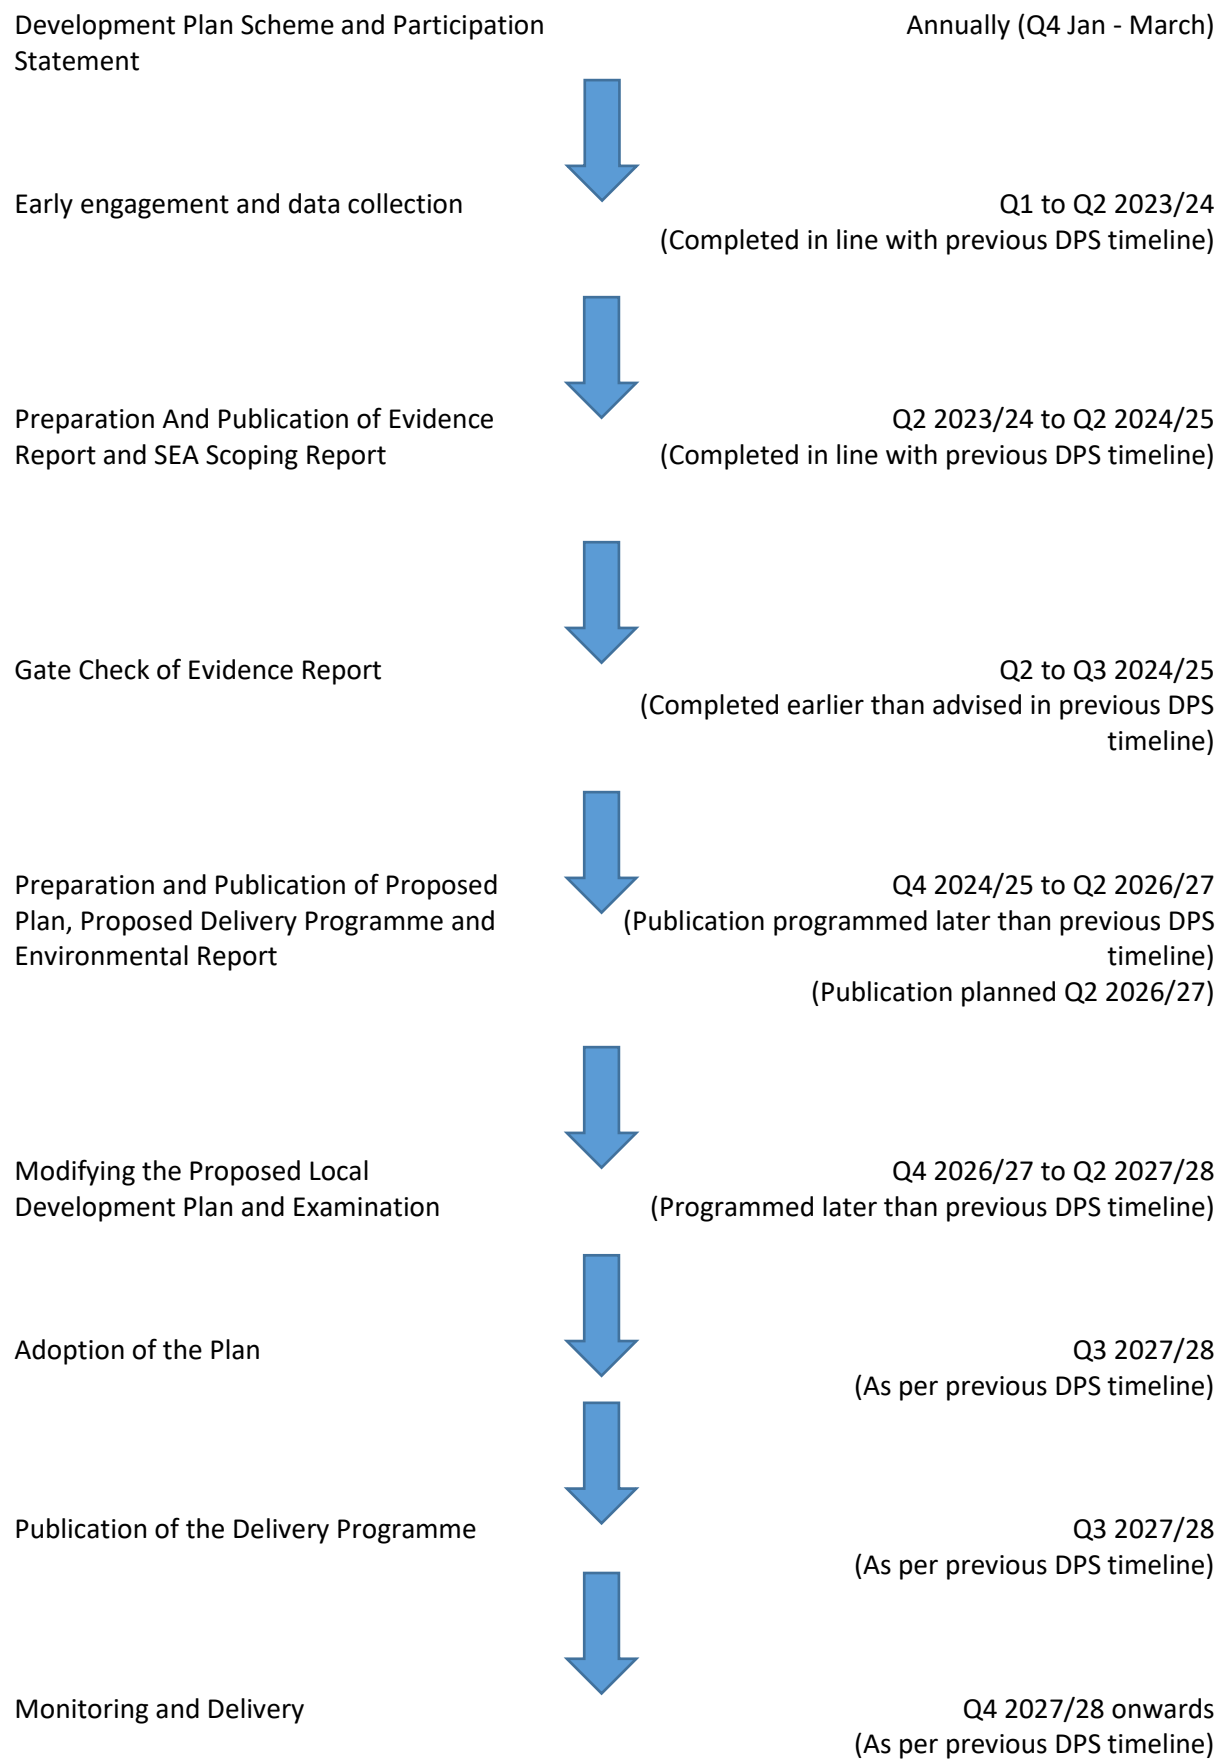 Development Plan Scheme and Participation
Statement
Annually (Q4 Jan - March)
Early engagement and data collection
Q1 to Q2 2023/24
(Completed in line with previous DPS timeline)
Preparation And Publication of Evidence
Report and SEA Scoping Report
Q2 2023/24 to Q2 2024/25
(Completed in line with previous DPS timeline)
Gate Check of Evidence Report
Q2 to Q3 2024/25
(Completed earlier than advised in previous DPS
timeline)
Preparation and Publication of Proposed
Plan, Proposed Delivery Programme and
Environmental Report
Q4 2024/25 to Q2 2026/27
(Publication programmed later than previous DPS
timeline)
(Publication planned Q2 2026/27)
Modifying the Proposed Local
Development Plan and Examination
Q4 2026/27 to Q2 2027/28
(Programmed later than previous DPS timeline)
Adoption of the Plan
Q3 2027/28
(As per previous DPS timeline)
Publication of the Delivery Programme
Q3 2027/28
(As per previous DPS timeline)
Monitoring and Delivery
Q4 2027/28 onwards
(As per previous DPS timeline)